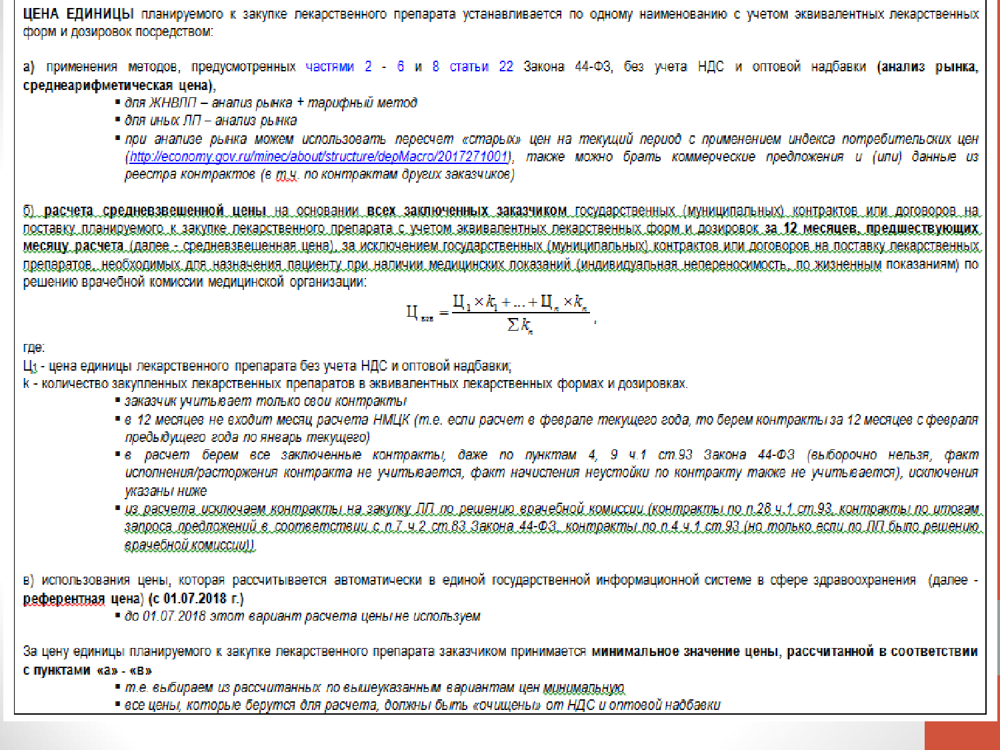 ЦЕНА ЕДИНИЦЫ планируемого к закупке лекарственного препарата устанавливается по одному наименованию с учетом эквивалентных лекарственных
форм и дозировок посредством:
а) применения методов, предусмотренных частями 2 - 6 и 8 статьи 22 Закона 44-ФЗ, без учета НДС и оптовой надбавки (анализ рынка,
среднеарифметическая цена),
▪ для ЖНВЛП – анализ рынка + тарифный метод
▪ для иных ЛП – анализ рынка
▪ при анализе рынка можем использовать пересчет «старых» цен на текущий период с применением индекса потребительских цен
(http://economy.gov.ru/minec/about/structure/depMacro/2017271001), также можно брать коммерческие предложения и (или) данные из
реестра контрактов (в т.ч. по контрактам других заказчиков)
б) расчета средневзвешенной цены на основании всех заключенных заказчиком государственных (муниципальных) контрактов или договоров на
поставку планируемого к закупке лекарственного препарата с учетом эквивалентных лекарственных форм и дозировок за 12 месяцев, предшествующих
месяцу расчета (далее - средневзвешенная цена), за исключением государственных (муниципальных) контрактов или договоров на поставку лекарственных
препаратов, необходимых для назначения пациенту при наличии медицинских показаний (индивидуальная непереносимость, по жизненным показаниям) по
решению врачебной комиссии медицинской организации:
Ц взв = (Ц1 × k1 + ... + Цn × kn) / Σ kn ,
где:
Ц1 - цена единицы лекарственного препарата без учета НДС и оптовой надбавки;
k - количество закупленных лекарственных препаратов в эквивалентных лекарственных формах и дозировках.
▪ заказчик учитывает только свои контракты
▪ в 12 месяцев не входит месяц расчета НМЦК (т.е. если расчет в феврале текущего года, то берем контракты за 12 месяцев с февраля
предыдущего года по январь текущего)
▪ в расчет берем все заключенные контракты, даже по пунктам 4, 9 ч.1 ст.93 Закона 44-ФЗ (выборочно нельзя, факт
исполнения/расторжения контракта не учитывается, факт начисления неустойки по контракту также не учитывается), исключения
указаны ниже
▪ из расчета исключаем контракты на закупку ЛП по решению врачебной комиссии (контракты по п.28 ч.1 ст.93, контракты по итогам
запроса предложений в соответствии с п.7 ч.2 ст.83 Закона 44-ФЗ, контракты по п.4 ч.1 ст.93 (но только если по ЛП было решению
врачебной комиссии)).
в) использования цены, которая рассчитывается автоматически в единой государственной информационной системе в сфере здравоохранения (далее -
референтная цена) (с 01.07.2018 г.)
▪ до 01.07.2018 этот вариант расчета цены не используем
За цену единицы планируемого к закупке лекарственного препарата заказчиком принимается минимальное значение цены, рассчитанной в соответствии
с пунктами «а» - «в»
▪ т.е. выбираем из рассчитанных по вышеуказанным вариантам цен минимальную
▪ все цены, которые берутся для расчета, должны быть «очищены» от НДС и оптовой надбавки